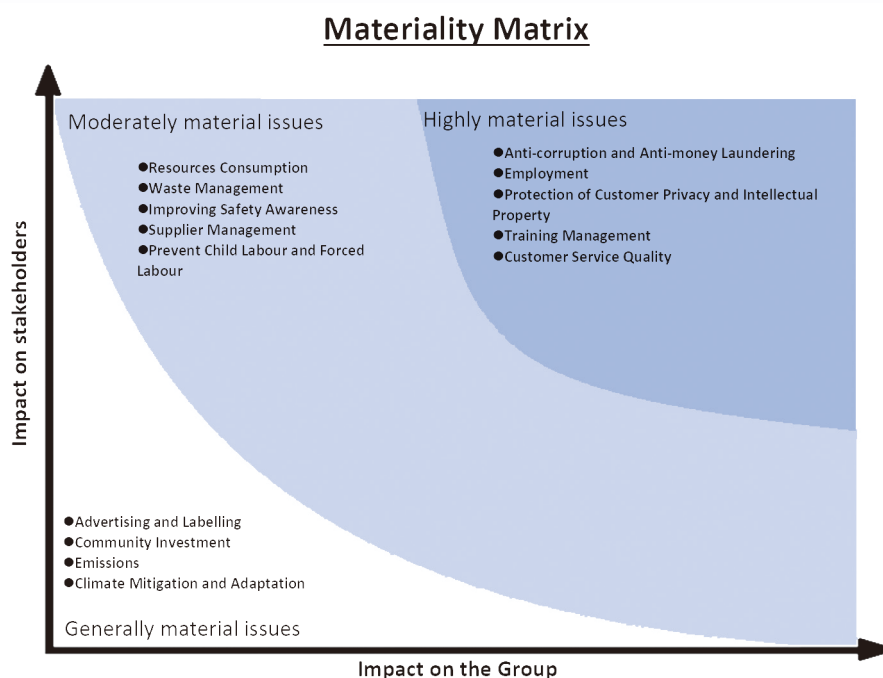 Materiality Matrix
Moderately material issues
●Resources Consumption
●Waste Management
●Improving Safety Awareness
●Supplier Management
●Prevent Child Labour and Forced
Labour
Highly material issues
●Anti-corruption and Anti-money Laundering
●Employment
●Protection of Customer Privacy and Intellectual
Property
●Training Management
●Customer Service Quality
Impact on stakeholders
●Advertising and Labelling
●Community Investment
●Emissions
●Climate Mitigation and Adaptation
Generally material issues
Impact on the Group